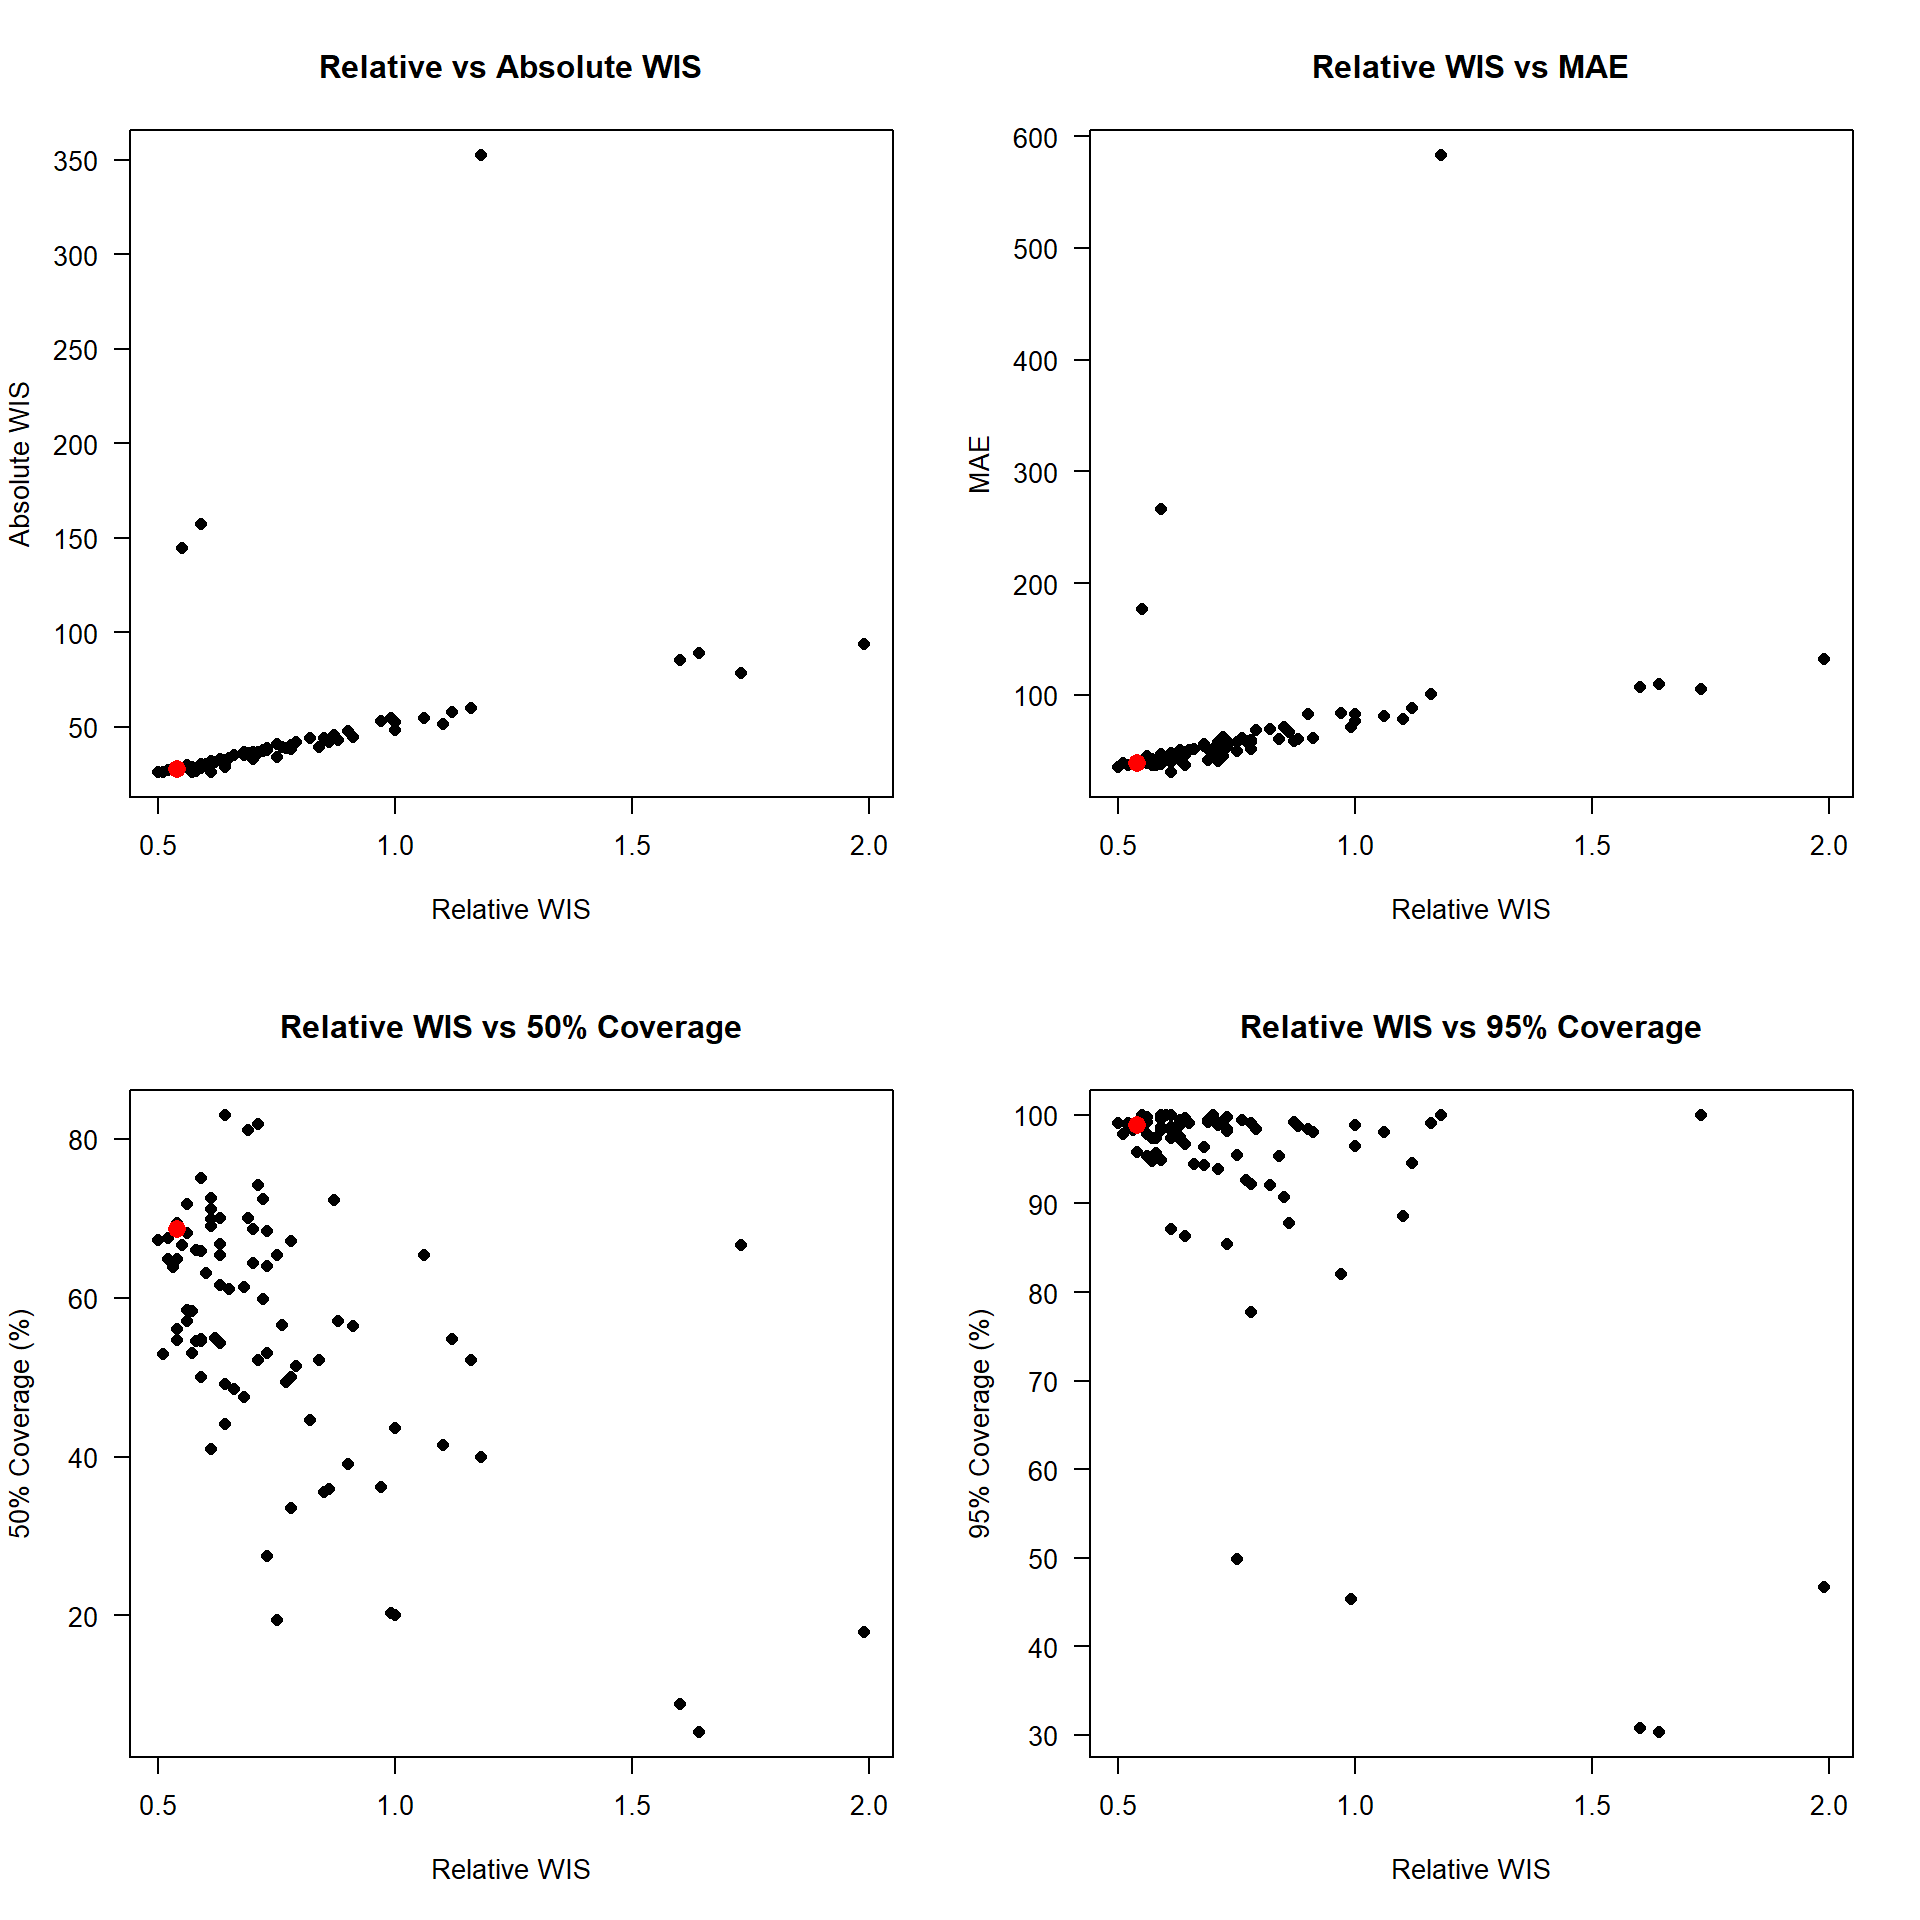 Relative vs Absolute WIS
350
300
250
200
150
100
50
Absolute WIS
0.5 1.0 1.5 2.0
Relative WIS
Relative WIS vs MAE
600
500
400
300
200
100
MAE
0.5 1.0 1.5 2.0
Relative WIS
Relative WIS vs 50% Coverage
80
60
40
20
50% Coverage (%)
0.5 1.0 1.5 2.0
Relative WIS
Relative WIS vs 95% Coverage
100
90
80
70
60
50
40
30
95% Coverage (%)
0.5 1.0 1.5 2.0
Relative WIS